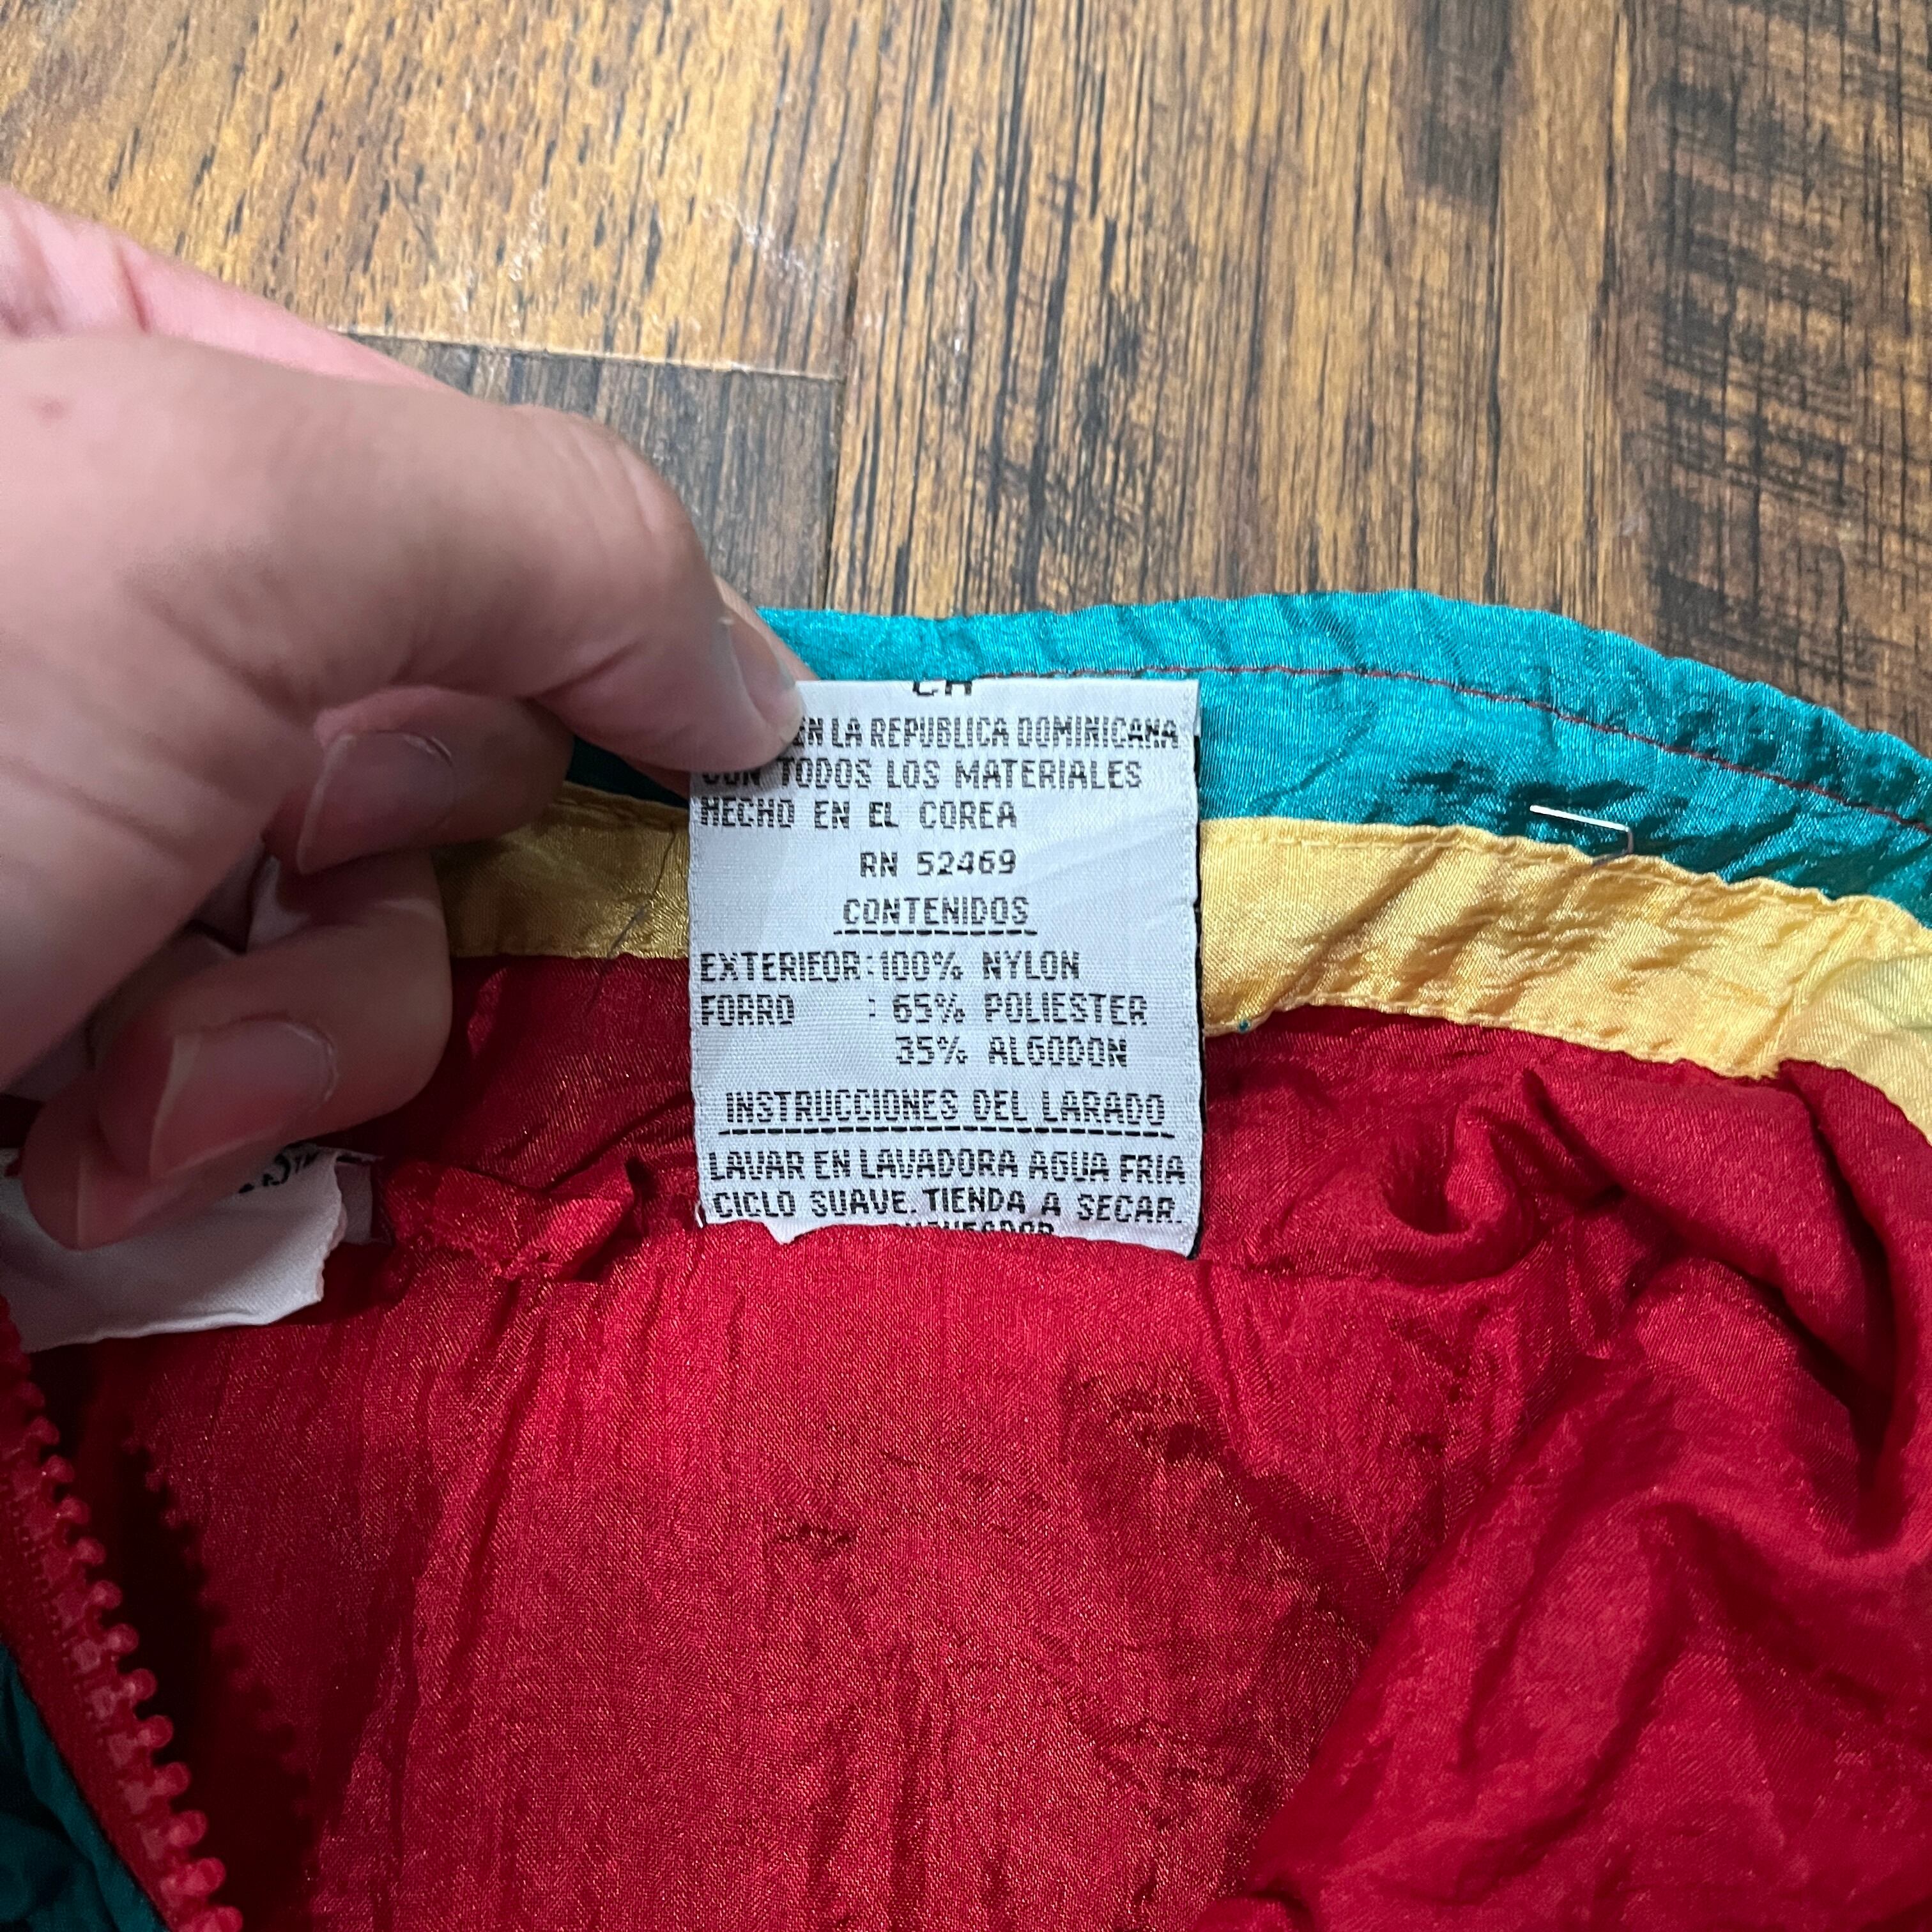 EN LA REPUBLICA DOMINICANA
CON TODOS LOS MATERIALES
HECHO EN EL COREA
RN 52469
CONTENIDOS
EXTERIEOR:100% NYLON
FORRO : 65% POLIESTER
35% ALGODON
INSTRUCCIONES DEL LARADO
LAVAR EN LAVADORA AGUA FRIA
CICLO SUAVE. TIENDA A SECAR.